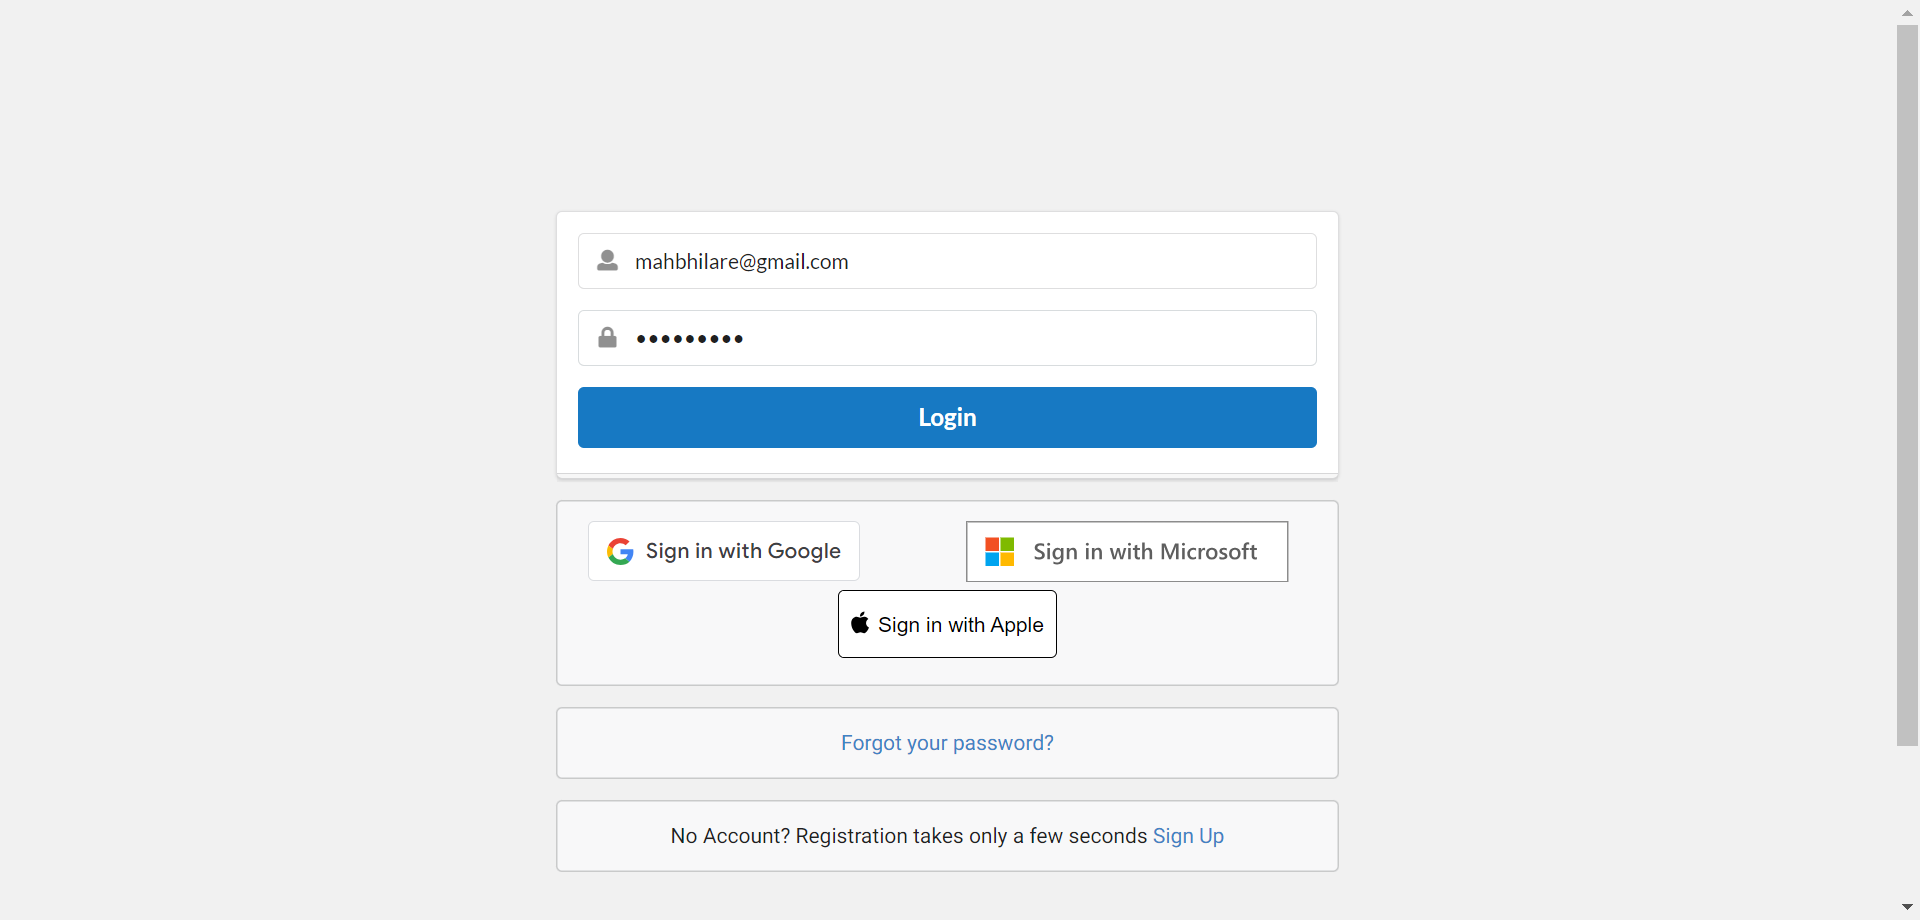 mahbhilare@gmail.com
•••••••••
Login
Sign in with Google
Sign in with Microsoft
Sign in with Apple
Forgot your password?
No Account? Registration takes only a few seconds Sign Up